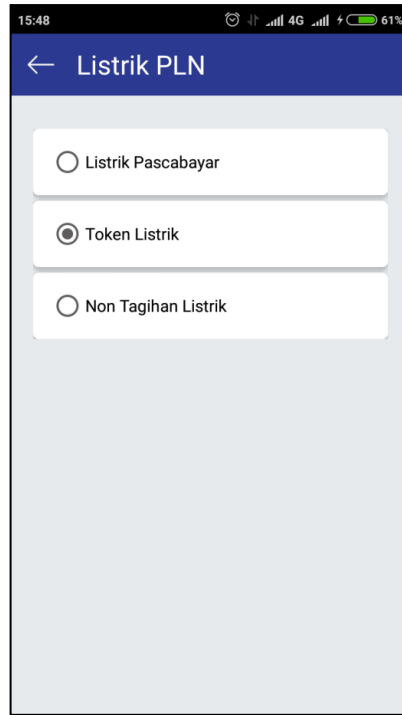 15:48 4G 61%
Listrik PLN
Listrik Pascabayar
Token Listrik
Non Tagihan Listrik